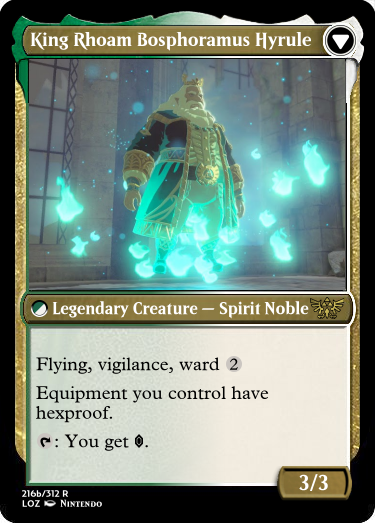 King Rhoam Bosphoramus Hyrule
Legendary Creature — Spirit Noble
Flying, vigilance, ward 2
Equipment you control have
hexproof.
: You get .
3/3
216b/312 R
LOZ Nintendo